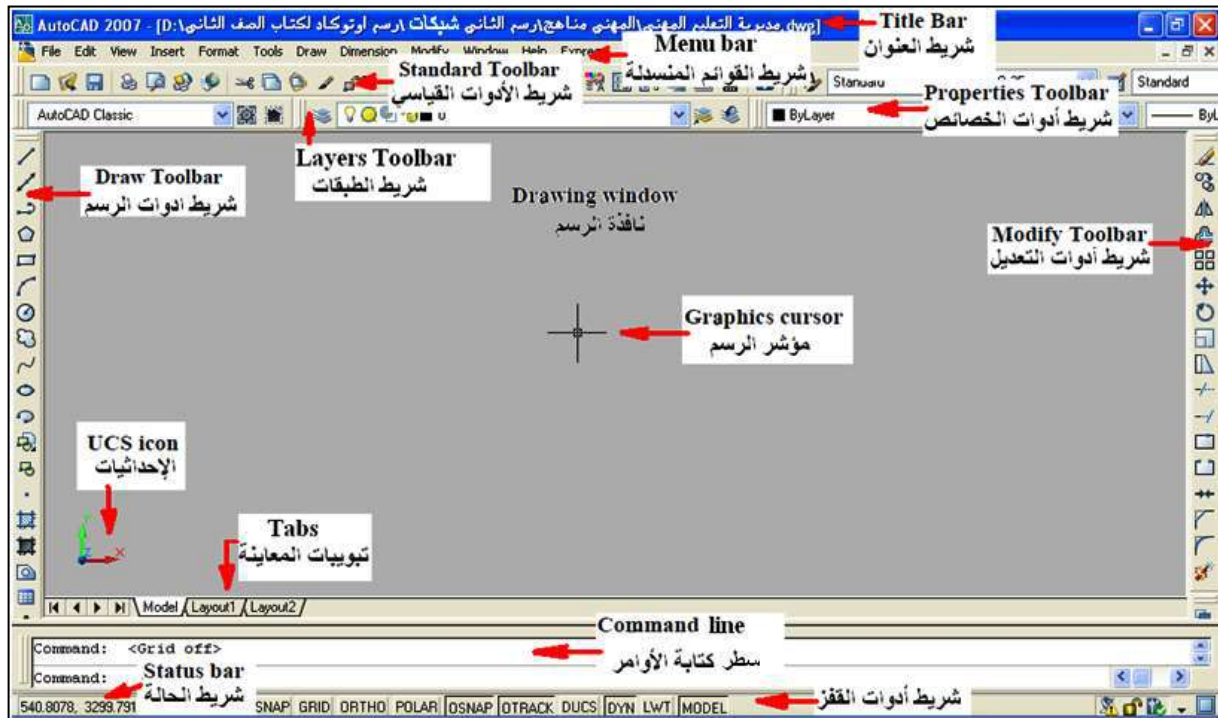 AutoCAD 2007 - [D:\مديرية التعليم المهني\المهني مناهج\رسم الثاني شبكات\رسم اوتوكاد لكتاب الصف الثاني.dwg]
Title Bar
شريط العنوان
File Edit View Insert Format Tools Draw Dimension Modify Window Help Express
Menu bar
شريط القوائم المنسدلة
Standard Toolbar
شريط الأدوات القياسي
Standard
Standard
AutoCAD Classic
0
ByLayer
ByL
Properties Toolbar
شريط أدوات الخصائص
Layers Toolbar
شريط الطبقات
Draw Toolbar
شريط ادوات الرسم
Drawing window
نافذة الرسم
Modify Toolbar
شريط أدوات التعديل
Graphics cursor
مؤشر الرسم
UCS icon
الإحداثيات
Y
Z
X
Tabs
تبويبات المعاينة
Model Layout1 Layout2
Command line
سطر كتابة الأوامر
Command: <Grid off>
Command:
Status bar
شريط الحالة
شريط أدوات القفز
540.8078, 3299.791 SNAP GRID ORTHO POLAR OSNAP OTRACK DUCS DYN LWT MODEL